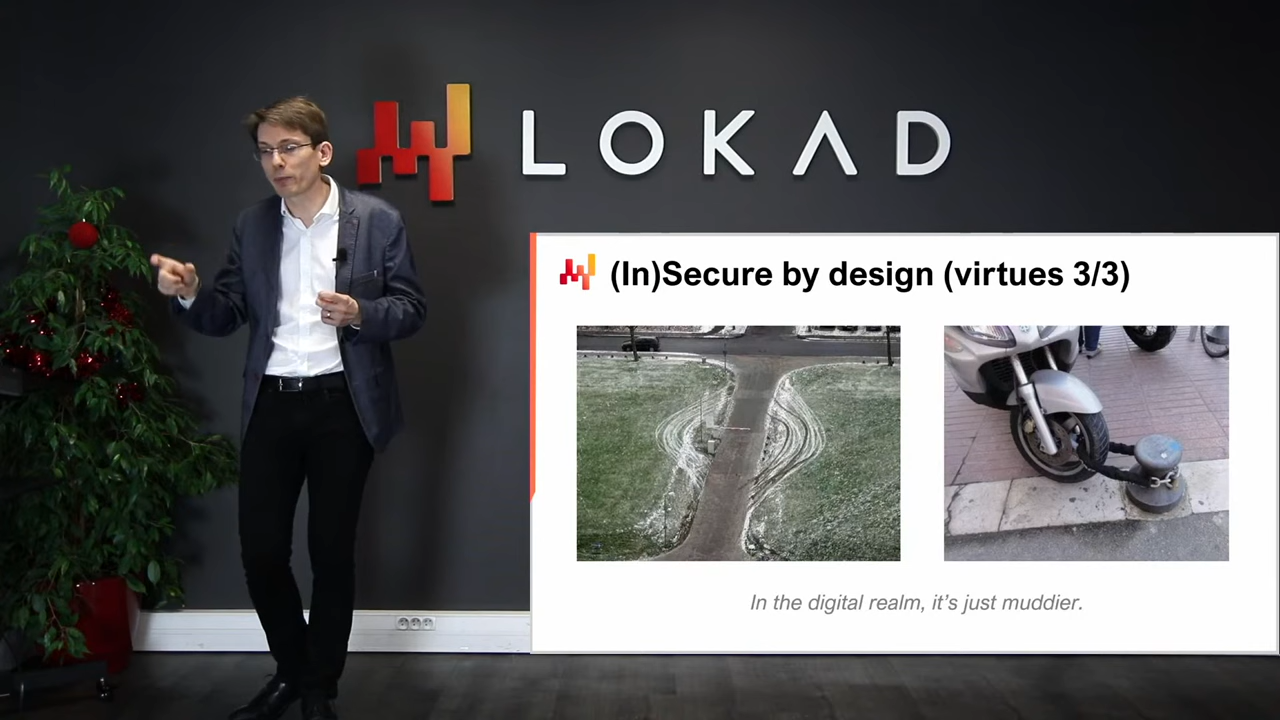 LOKAD
(In)Secure by design (virtues 3/3)
In the digital realm, it's just muddier.